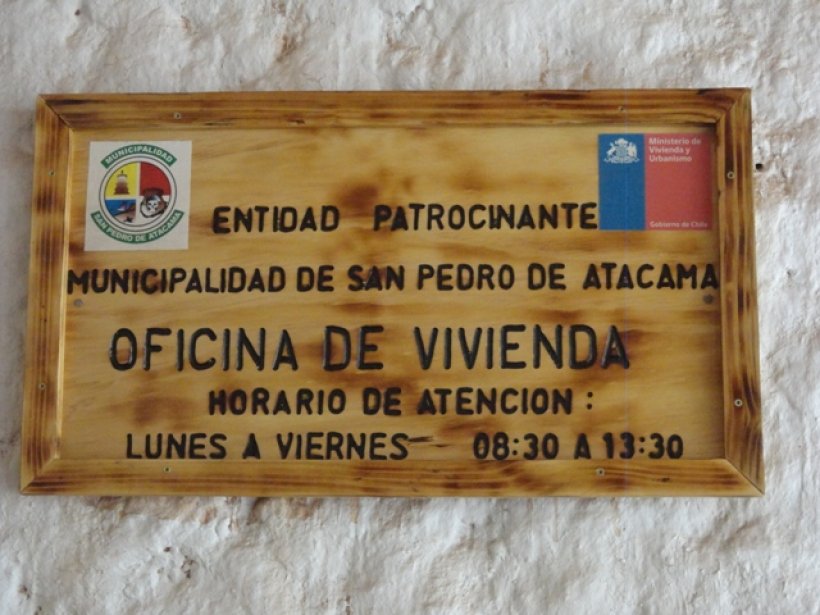 MUNICIPALIDAD
SAN PEDRO DE ATACAMA
Ministerio de
Vivienda y
Urbanismo
Gobierno de Chile
ENTIDAD PATROCINANTE
MUNICIPALIDAD DE SAN PEDRO DE ATACAMA
OFICINA DE VIVIENDA
HORARIO DE ATENCION :
LUNES A VIERNES 08:30 A 13:30